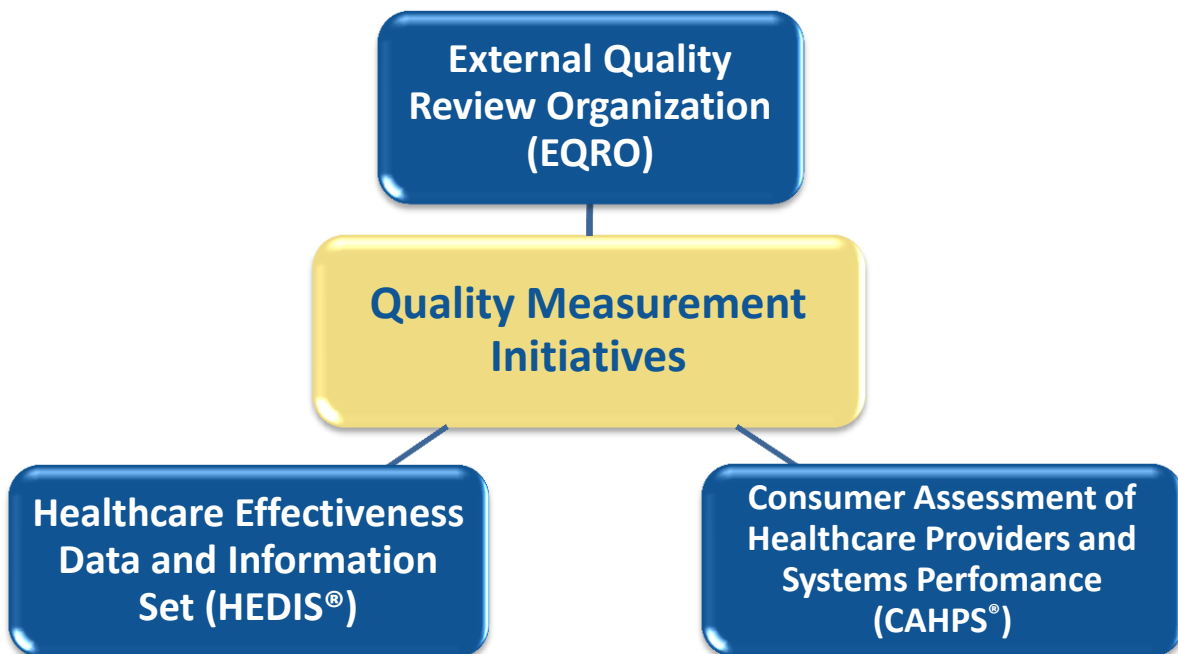 External Quality
Review Organization
(EQRO)
Quality Measurement
Initiatives
Healthcare Effectiveness
Data and Information
Set (HEDIS®)
Consumer Assessment of
Healthcare Providers and
Systems Perfomance
(CAHPS®)